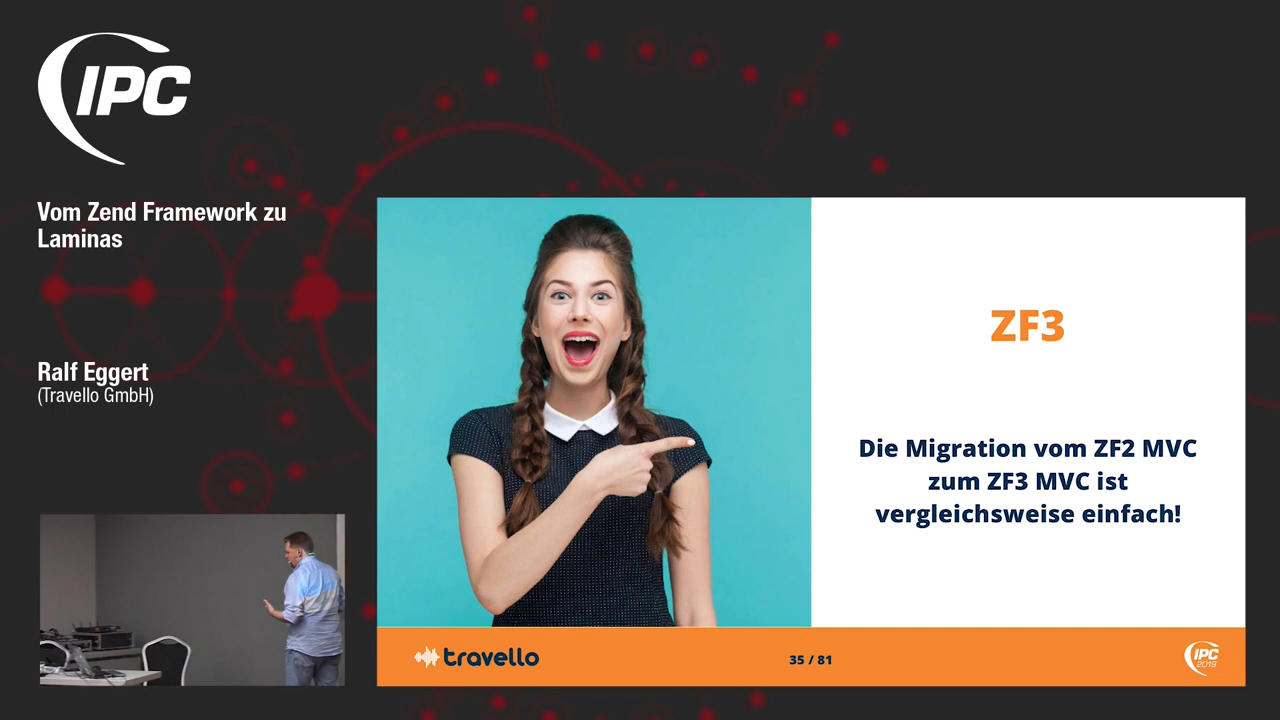 IPC
Vom Zend Framework zu
Laminas
Ralf Eggert
(Travello GmbH)
ZF3
Die Migration vom ZF2 MVC
zum ZF3 MVC ist
vergleichsweise einfach!
travello
35 / 81
IPC
2019